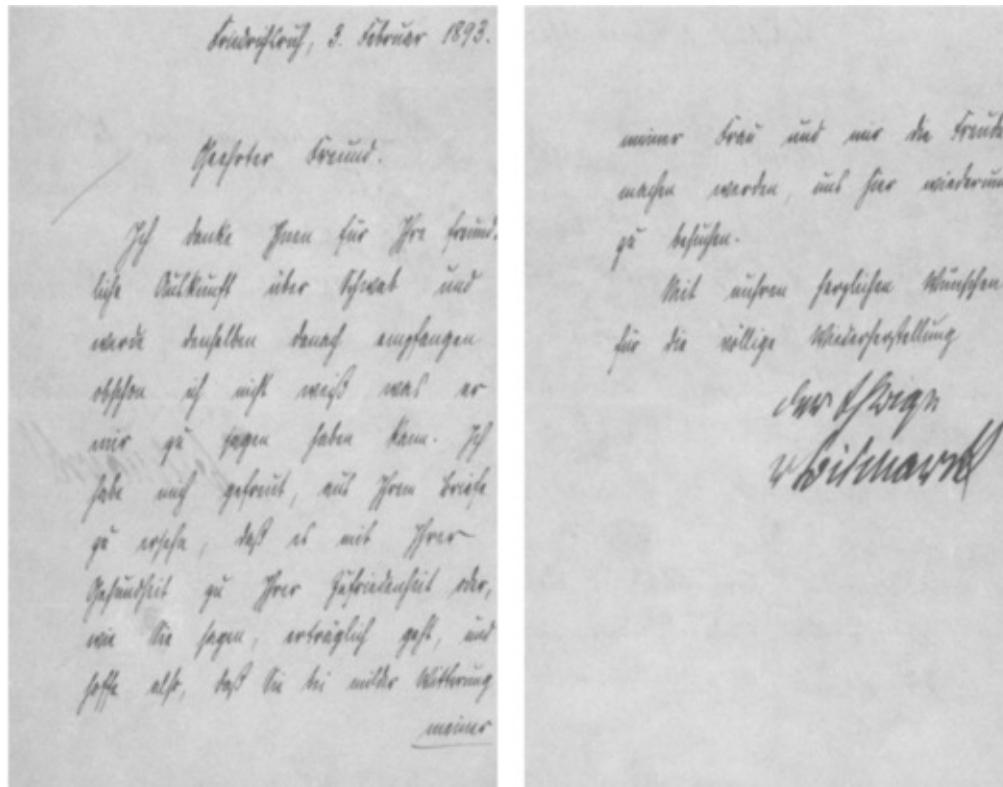 Friedrichsruh, 3. Februar 1893.
Geehrter Freund.
Ich danke Ihnen für Ihre freund-
liche Auskunft über Schwab und
werde denselben danach empfangen
obschon ich nicht weiß was er
mir zu sagen haben kann. Ich
habe mich gefreut, aus Ihrem Briefe
zu ersehn, daß es mit Ihrer
Gesundheit zu Ihrer Zufriedenheit oder,
wie Sie sagen, erträglich geht, und
hoffe also, daß Sie bei milder Witterung
meiner
meiner Frau und mir die Freude
machen werden, uns hier wiederum
zu besuchen.
Mit unsren herzlichen Wünschen
für die völlige Wiederherstellung
der Ihrige
v Bismarck